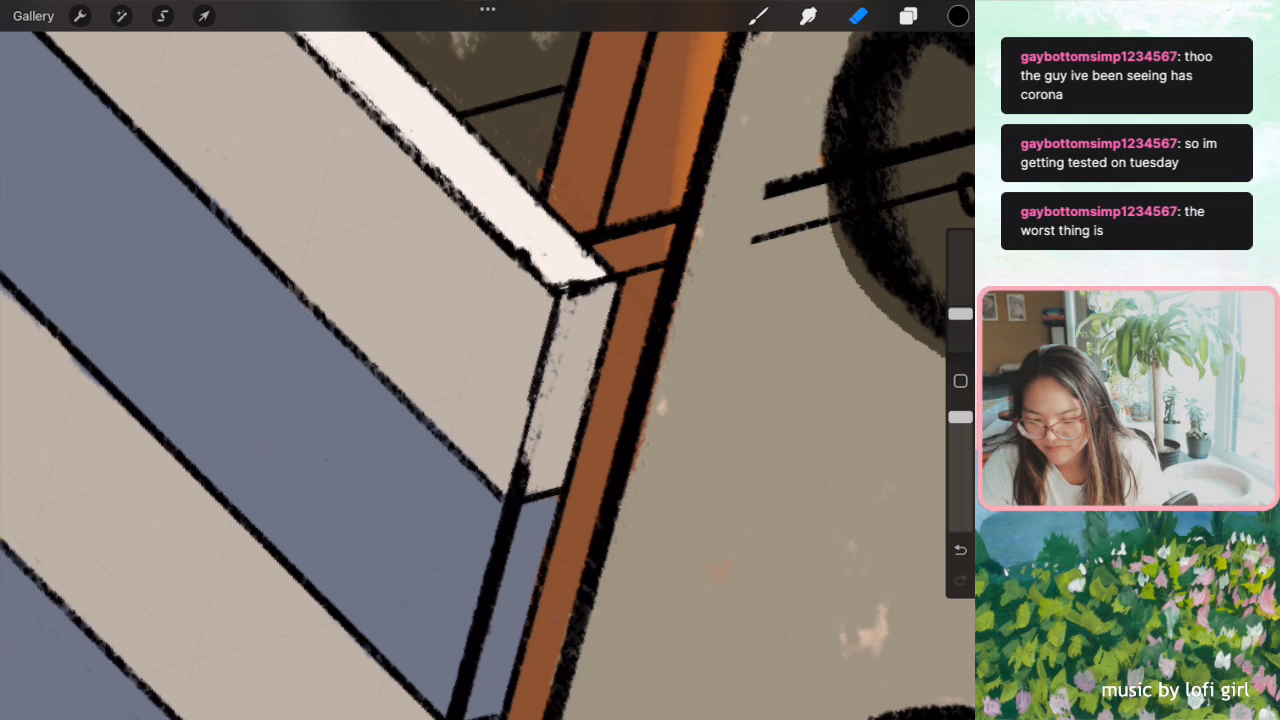 Gallery
gaybottomsimp1234567: thoo
the guy ive been seeing has
corona
gaybottomsimp1234567: so im
getting tested on tuesday
gaybottomsimp1234567: the
worst thing is
music by lofi girl